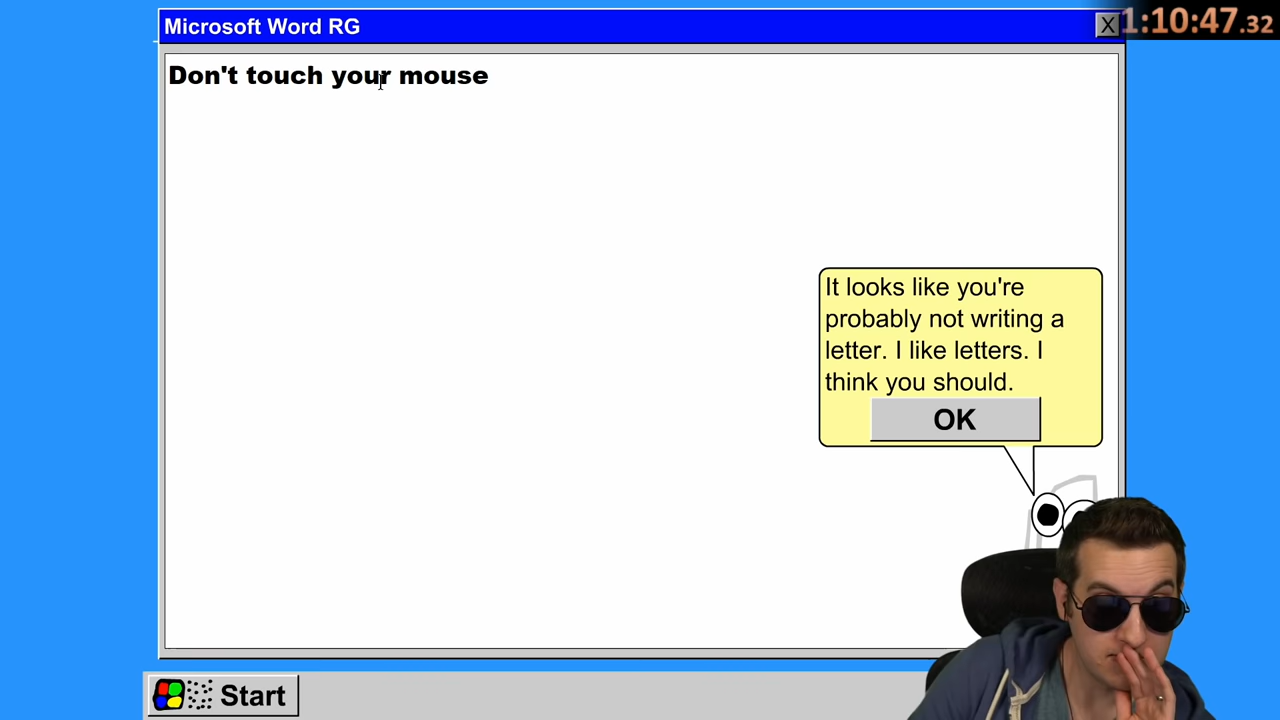 Microsoft Word RG
X
1:10:47.32
Don't touch your mouse
It looks like you're
probably not writing a
letter. I like letters. I
think you should.
OK
Start